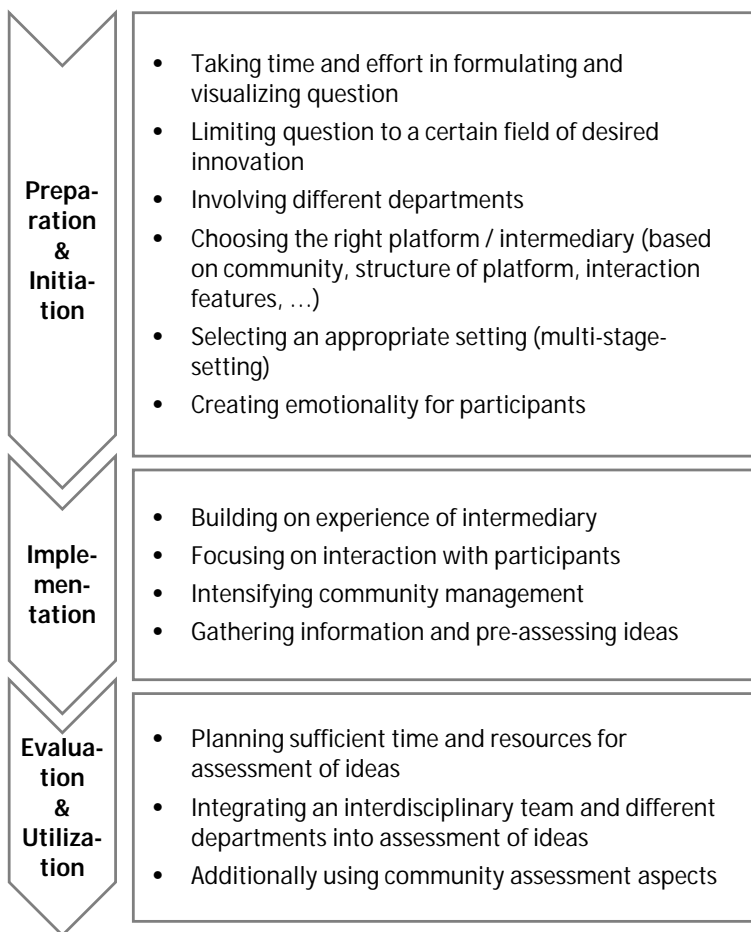 Prepa-
ration
&
Initia-
tion
• Taking time and effort in formulating and
visualizing question
• Limiting question to a certain field of desired
innovation
• Involving different departments
• Choosing the right platform / intermediary (based
on community, structure of platform, interaction
features, …)
• Selecting an appropriate setting (multi-stage-
setting)
• Creating emotionality for participants
Imple-
men-
tation
• Building on experience of intermediary
• Focusing on interaction with participants
• Intensifying community management
• Gathering information and pre-assessing ideas
Evalua-
tion
&
Utiliza-
tion
• Planning sufficient time and resources for
assessment of ideas
• Integrating an interdisciplinary team and different
departments into assessment of ideas
• Additionally using community assessment aspects